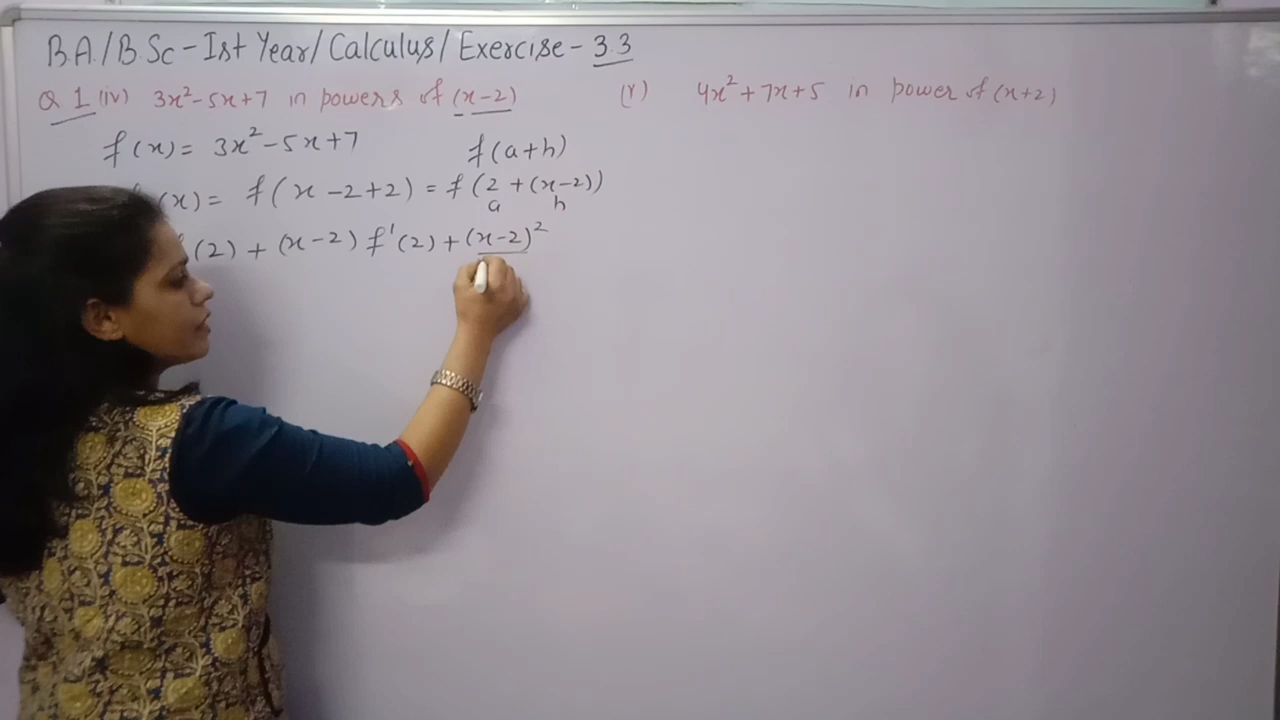 B.A./B.Sc-Ist Year/Calculus/Exercise-3.3
Q 1 (iv) 3x²-5x+7 in powers of (x-2)
(v) 4x²+7x+5 in power of (x+2)
f(x)= 3x²-5x+7 f(a+h)
(x)= f(x-2+2) = f(2+(x-2))
a h
(2) + (x-2) f'(2) + (x-2)²